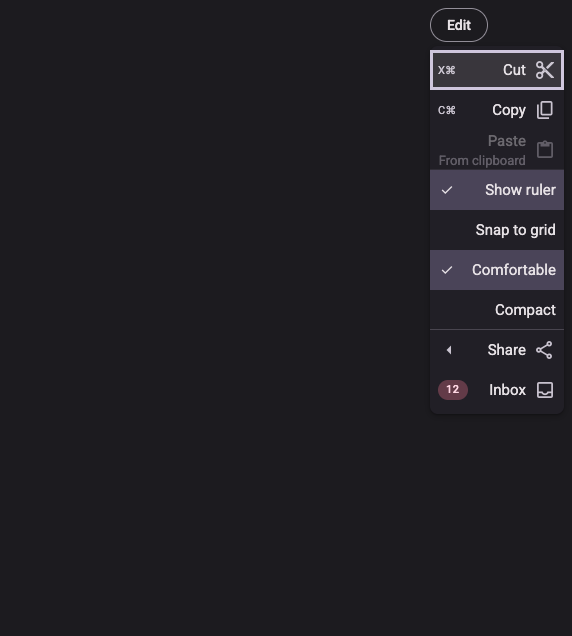 Edit
Cut X⌘
Copy C⌘
Paste
From clipboard
Show ruler
Snap to grid
Comfortable
Compact
Share
Inbox 12